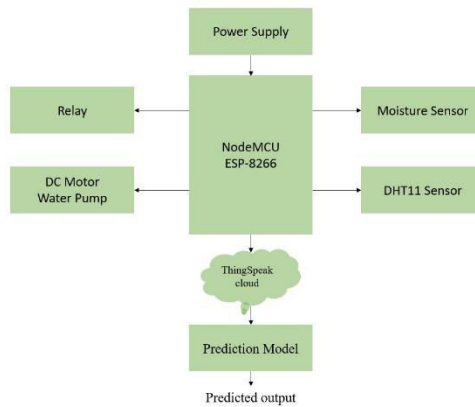 Power Supply
Relay
NodeMCU
ESP-8266
Moisture Sensor
DC Motor
Water Pump
DHT11 Sensor
ThingSpeak
cloud
Prediction Model
Predicted output